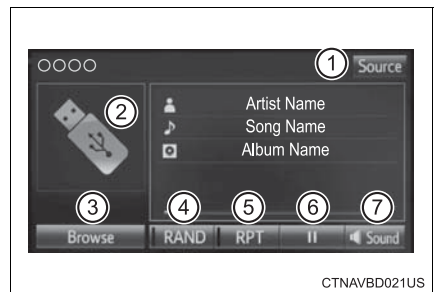 ○○○○ 1 Source
2
Artist Name
Song Name
Album Name
3 4 5 6 7
Browse RAND RPT II Sound
CTNAVBD021US